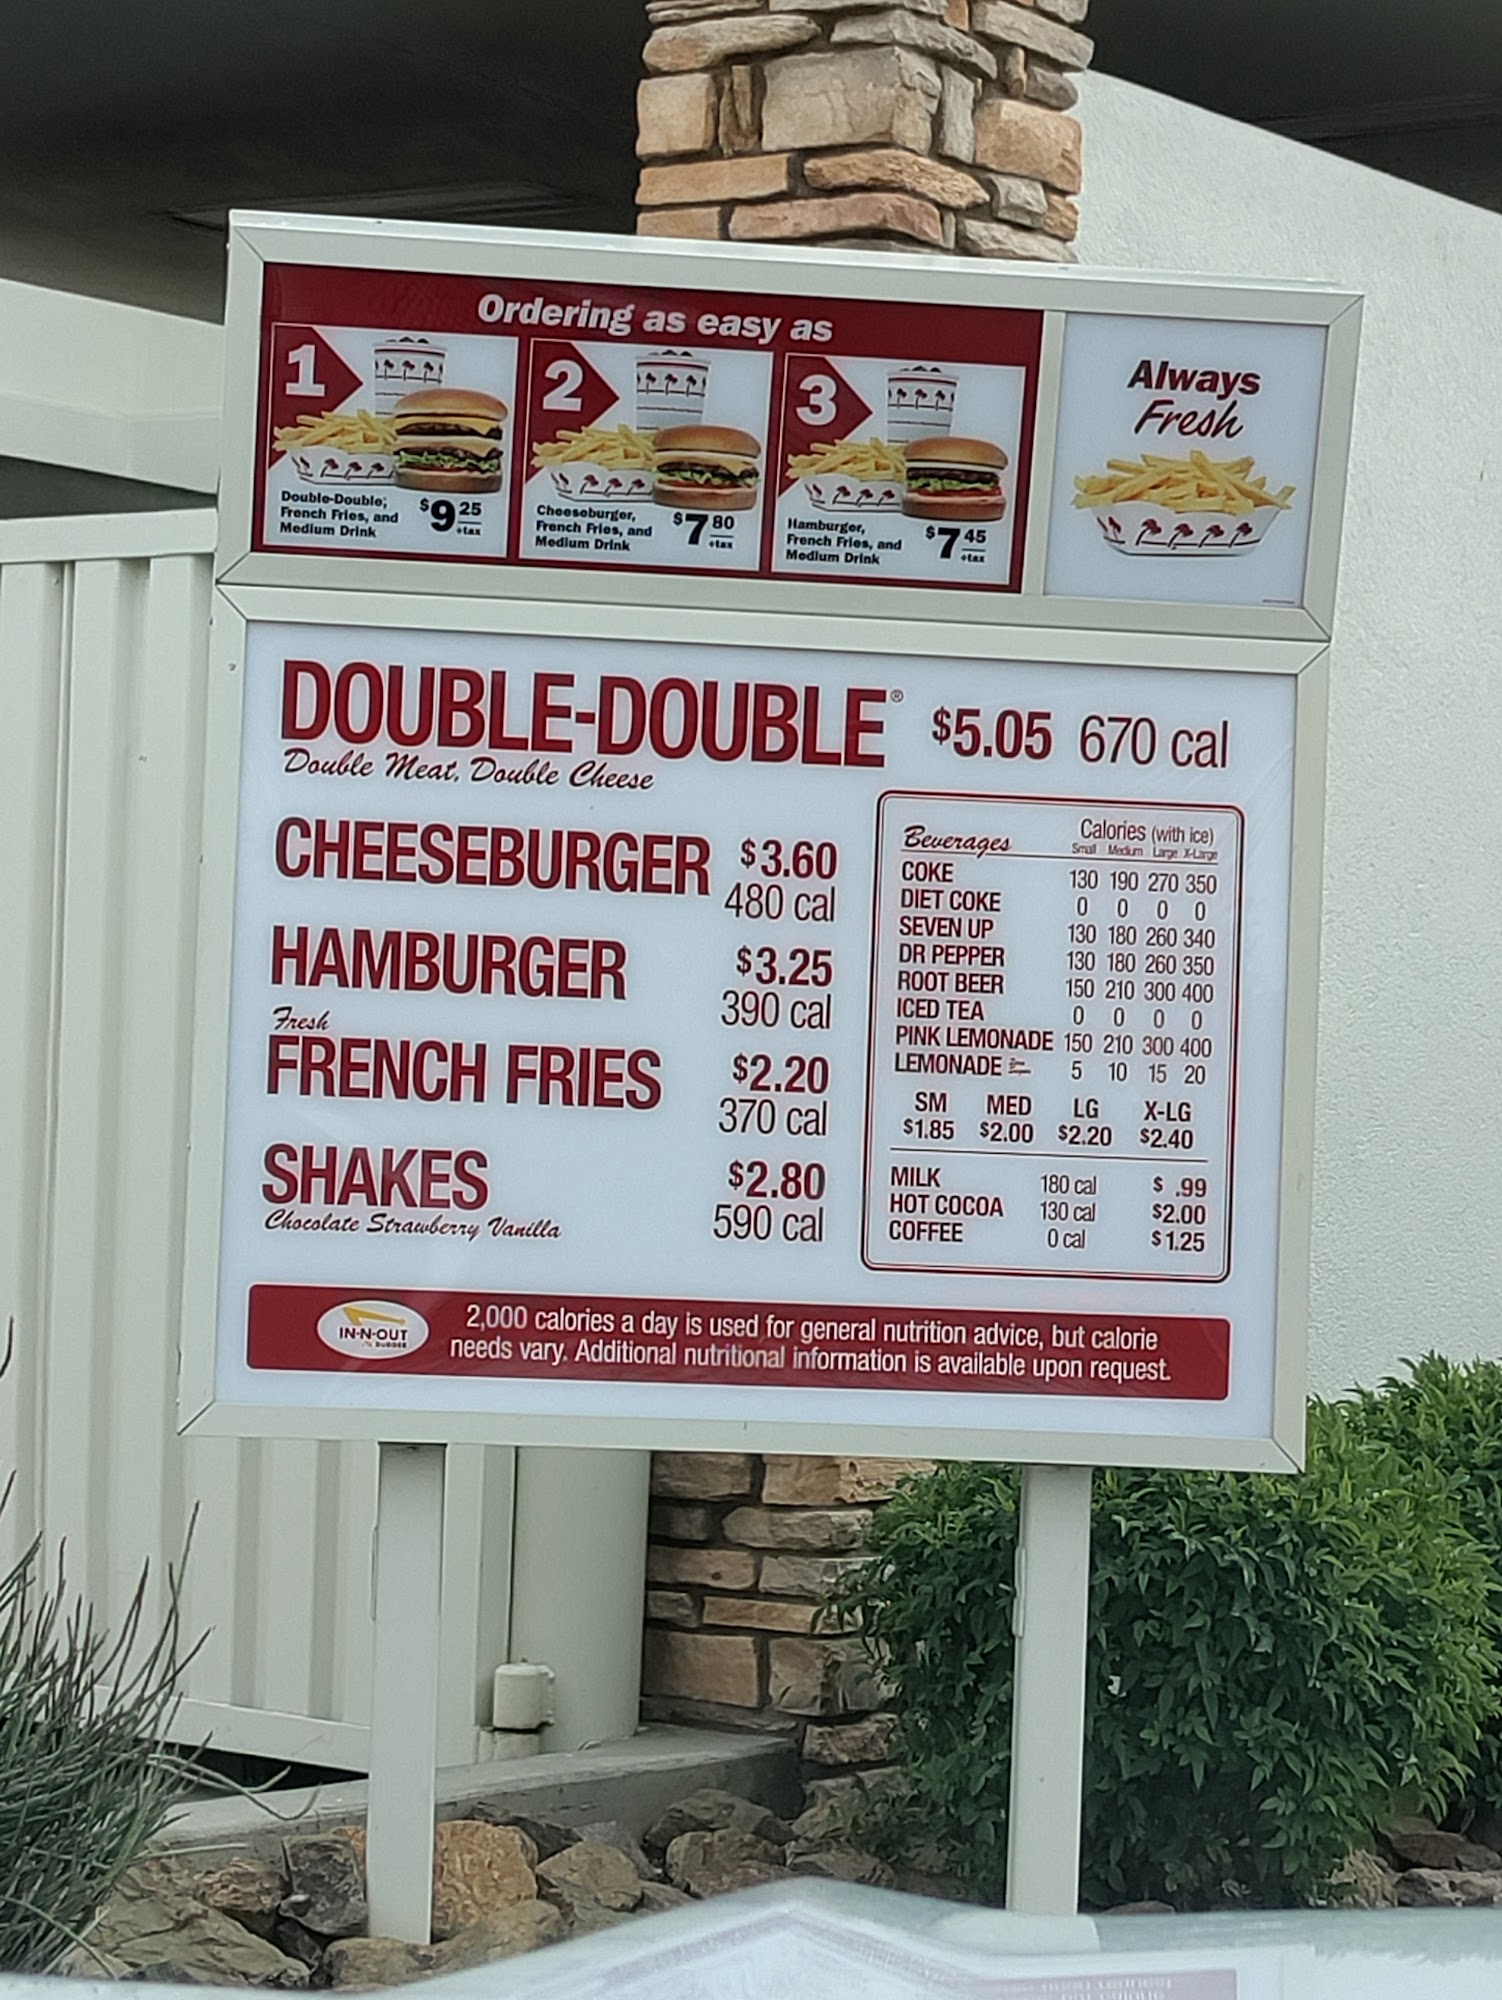 Ordering as easy as
1
Double-Double,
French Fries, and
Medium Drink
$9 25
+tax
2
Cheeseburger,
French Fries, and
Medium Drink
$7 80
+tax
3
Hamburger,
French Fries, and
Medium Drink
$7 45
+tax
Always
Fresh
DOUBLE-DOUBLE® $5.05 670 cal
Double Meat, Double Cheese
CHEESEBURGER $3.60
480 cal
HAMBURGER $3.25
390 cal
Fresh
FRENCH FRIES $2.20
370 cal
SHAKES $2.80
Chocolate Strawberry Vanilla 590 cal
Beverages Calories (with ice)
Small Medium Large X-Large
COKE 130 190 270 350
DIET COKE 0 0 0 0
SEVEN UP 130 180 260 340
DR PEPPER 130 180 260 350
ROOT BEER 150 210 300 400
ICED TEA 0 0 0 0
PINK LEMONADE 150 210 300 400
LEMONADE 5 10 15 20
SM MED LG X-LG
$1.85 $2.00 $2.20 $2.40
MILK 180 cal $ .99
HOT COCOA 130 cal $2.00
COFFEE 0 cal $1.25
IN-N-OUT
BURGER
2,000 calories a day is used for general nutrition advice, but calorie
needs vary. Additional nutritional information is available upon request.